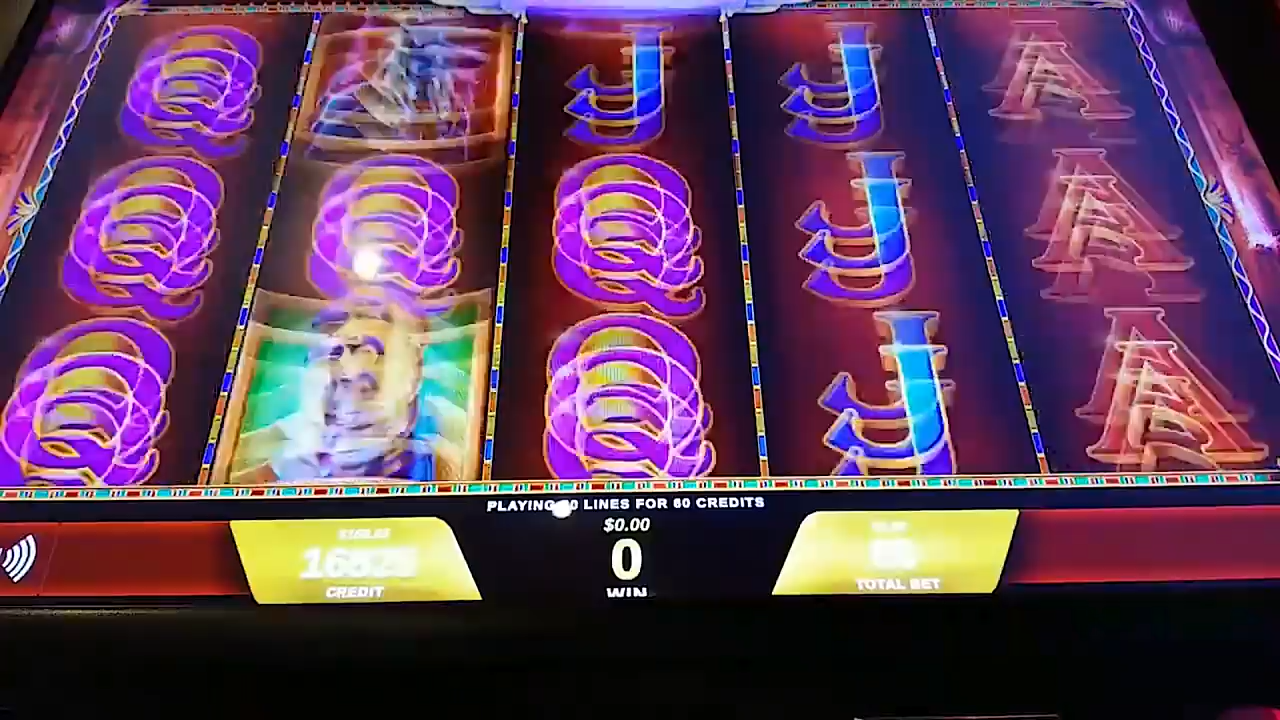 Q J J A
Q Q Q J A
Q Q J A
LINES FOR 60 CREDITS
PLAYING
$0.00
0
CREDIT
WIN
TOTAL BET